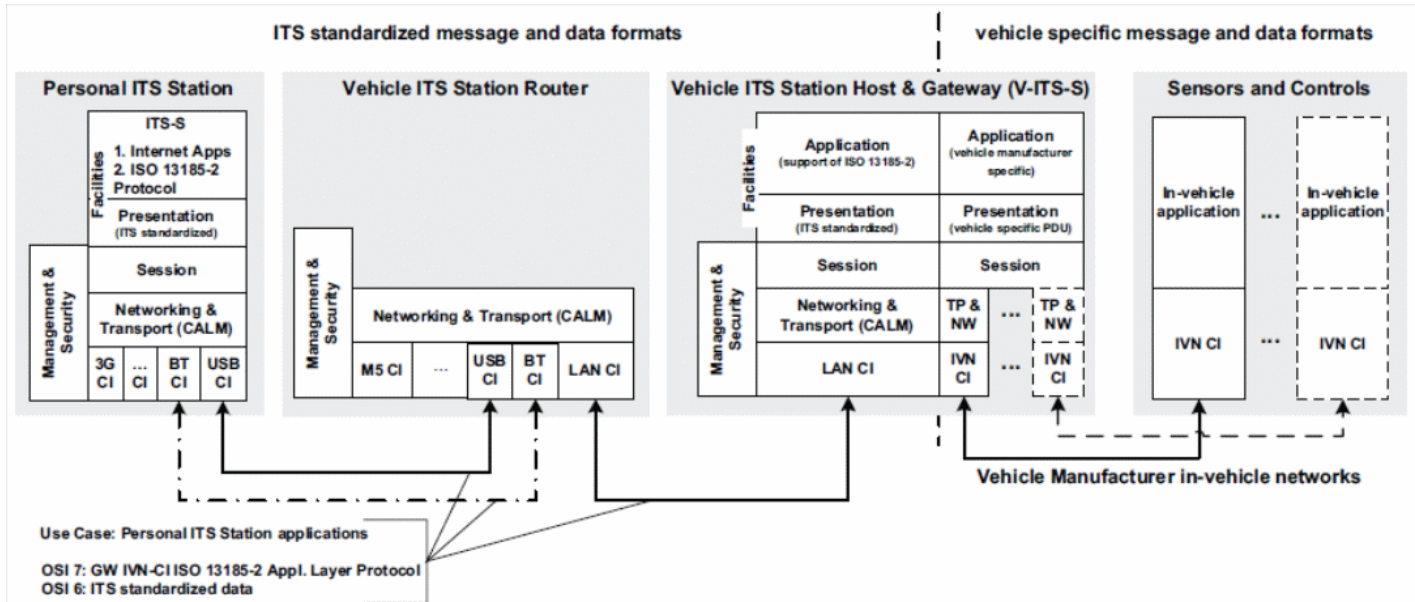 ITS standardized message and data formats
vehicle specific message and data formats
Personal ITS Station
ITS-S
1. Internet Apps
2. ISO 13185-2
Protocol
Facilities
Presentation
(ITS standardized)
Session
Networking &
Transport (CALM)
Management &
Security
3G
CI
...
CI
BT
CI
USB
CI
Vehicle ITS Station Router
Management &
Security
Networking & Transport (CALM)
M5 CI
...
USB
CI
BT
CI
LAN CI
Vehicle ITS Station Host & Gateway (V-ITS-S)
Facilities
Application
(support of ISO 13185-2)
Application
(vehicle manufacturer
specific)
Presentation
(ITS standardized)
Presentation
(vehicle specific PDU)
Management &
Security
Session
Session
Networking &
Transport (CALM)
TP &
NW
...
TP &
NW
LAN CI
IVN
CI
...
IVN
CI
Sensors and Controls
In-vehicle
application
...
In-vehicle
application
IVN CI
...
IVN CI
Vehicle Manufacturer in-vehicle networks
Use Case: Personal ITS Station applications
OSI 7: GW IVN-CI ISO 13185-2 Appl. Layer Protocol
OSI 6: ITS standardized data